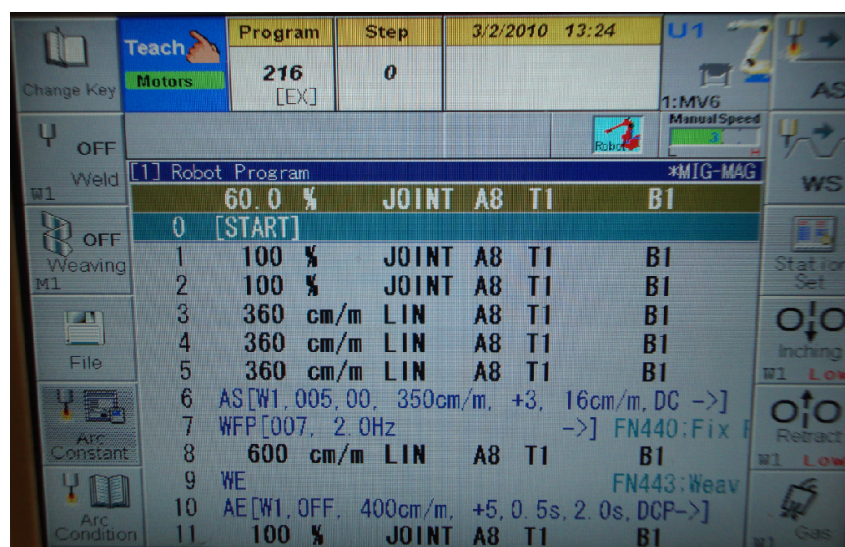 Change Key
Teach
Motors
Program
216
[EX]
Step
0
3/2/2010 13:24
U1
1:MV6
AS
OFF
Weld
W1
Robot
Manual Speed
3
WS
[1] Robot Program *MIG-MAG
60.0 % JOINT A8 T1 B1
0 [START]
1 100 % JOINT A8 T1 B1
2 100 % JOINT A8 T1 B1
3 360 cm/m LIN A8 T1 B1
4 360 cm/m LIN A8 T1 B1
5 360 cm/m LIN A8 T1 B1
6 AS[W1,005,00, 350cm/m, +3, 16cm/m,DC ->]
7 WFP[007, 2.0Hz ->] FN440:Fix
8 600 cm/m LIN A8 T1 B1
9 WE FN443:Weav
10 AE[W1,OFF, 400cm/m, +5,0.5s,2.0s,DCP->]
11 100 % JOINT A8 T1 B1
OFF
Weaving
M1
File
Arc
Constant
Arc
Condition
Station
Set
Inching
W1 Low
Retract
W1 Low
Gas
W1